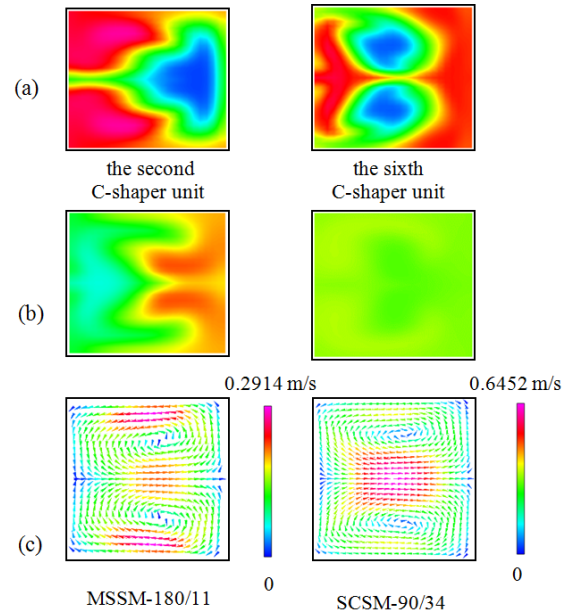 (a)
the second
C-shaper unit
the sixth
C-shaper unit
(b)
0.2914 m/s
0.6452 m/s
(c)
0
0
MSSM-180/11
SCSM-90/34